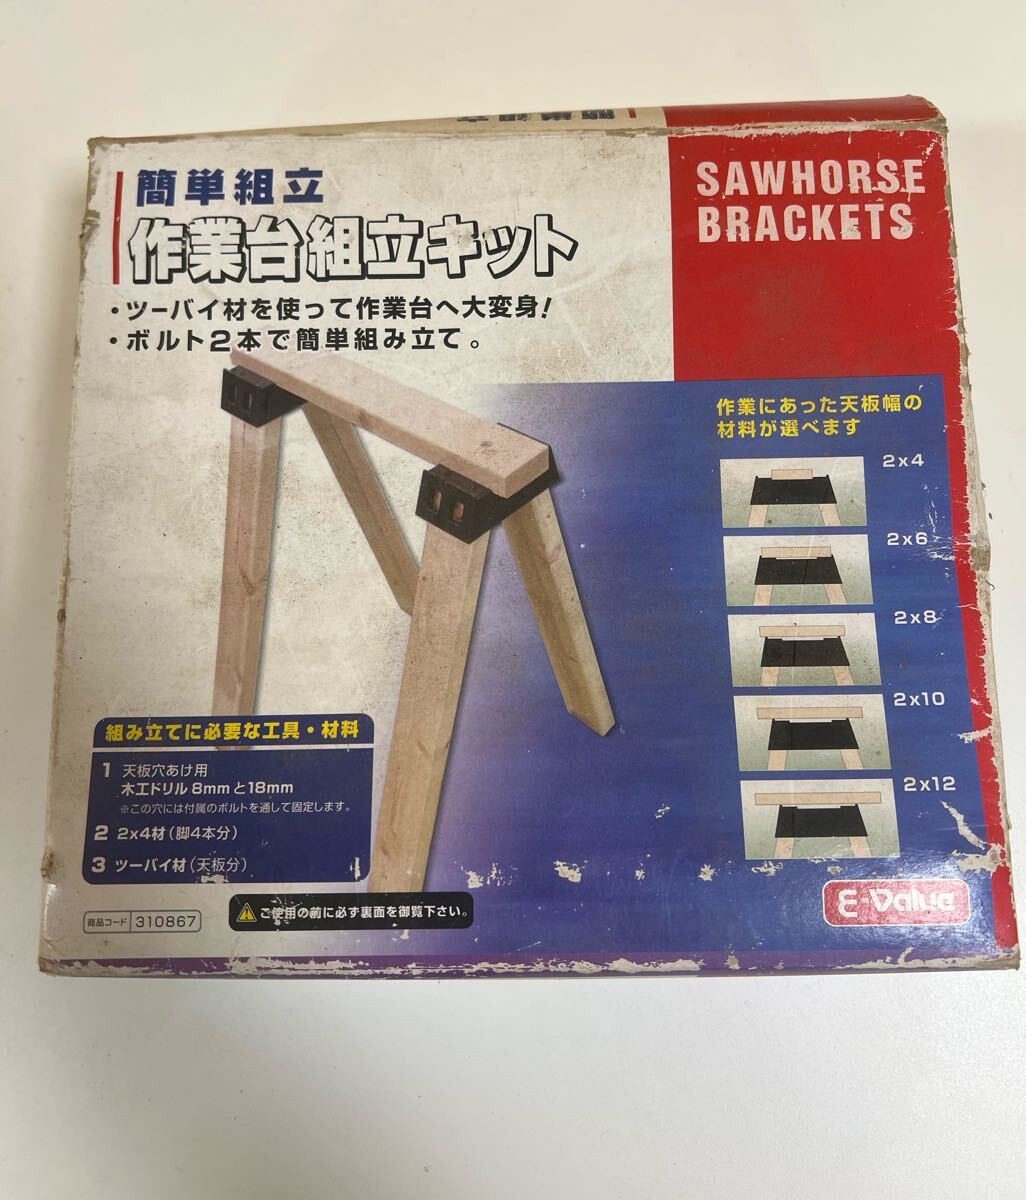 簡単組立
作業台組立キット
・ツーバイ材を使って作業台へ大変身!
・ボルト2本で簡単組み立て。
SAWHORSE
BRACKETS
作業にあった天板幅の
材料が選べます
2x4
2x6
2x8
2x10
2x12
組み立てに必要な工具・材料
1 天板穴あけ用
木工ドリル 8mmと18mm
※この穴には付属のボルトを通して固定します。
2 2x4材(脚4本分)
3 ツーバイ材(天板分)
商品コード 310867
ご使用の前に必ず裏面を御覧下さい。
E-Value